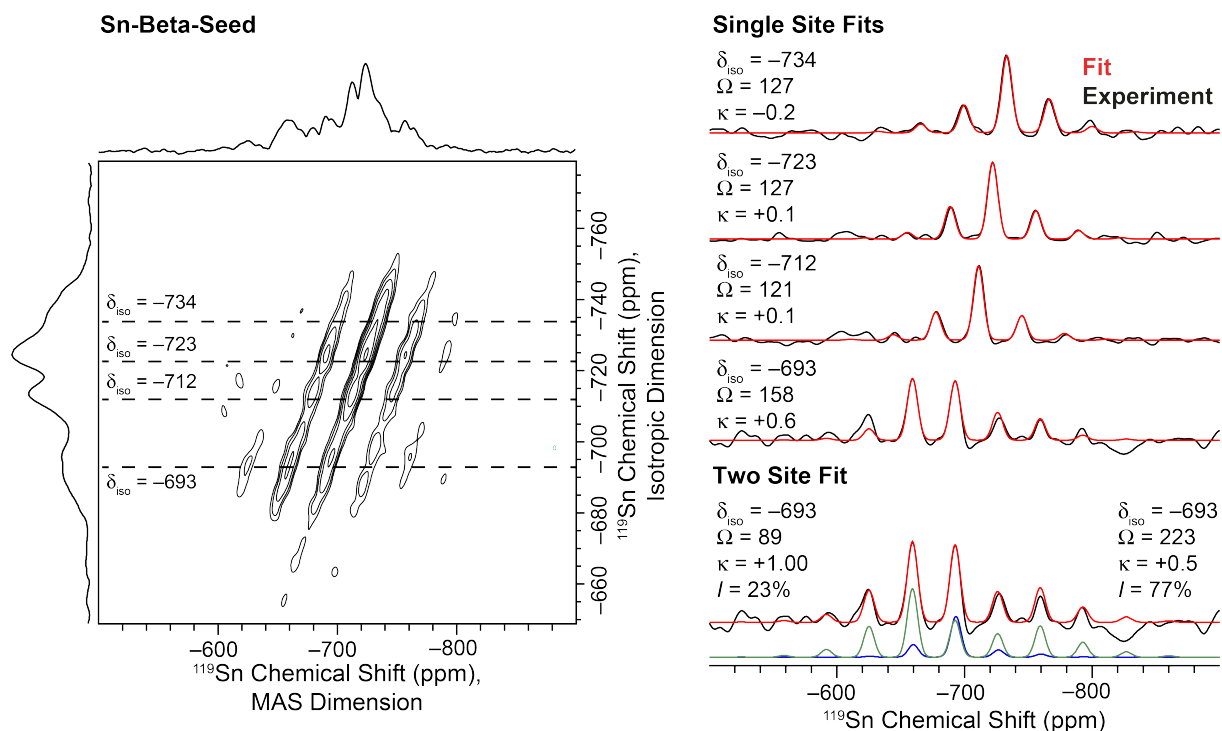 Sn-Beta-Seed
δiso = –734
δiso = –723
δiso = –712
δiso = –693
–760
–740
–720
–700
–680
–660
119Sn Chemical Shift (ppm),
Isotropic Dimension
–600
–700
–800
119Sn Chemical Shift (ppm),
MAS Dimension
Single Site Fits
δiso = –734
Ω = 127
κ = –0.2
Fit
Experiment
δiso = –723
Ω = 127
κ = +0.1
δiso = –712
Ω = 121
κ = +0.1
δiso = –693
Ω = 158
κ = +0.6
Two Site Fit
δiso = –693
Ω = 89
κ = +1.00
I = 23%
δiso = –693
Ω = 223
κ = +0.5
I = 77%
–600
–700
–800
119Sn Chemical Shift (ppm)